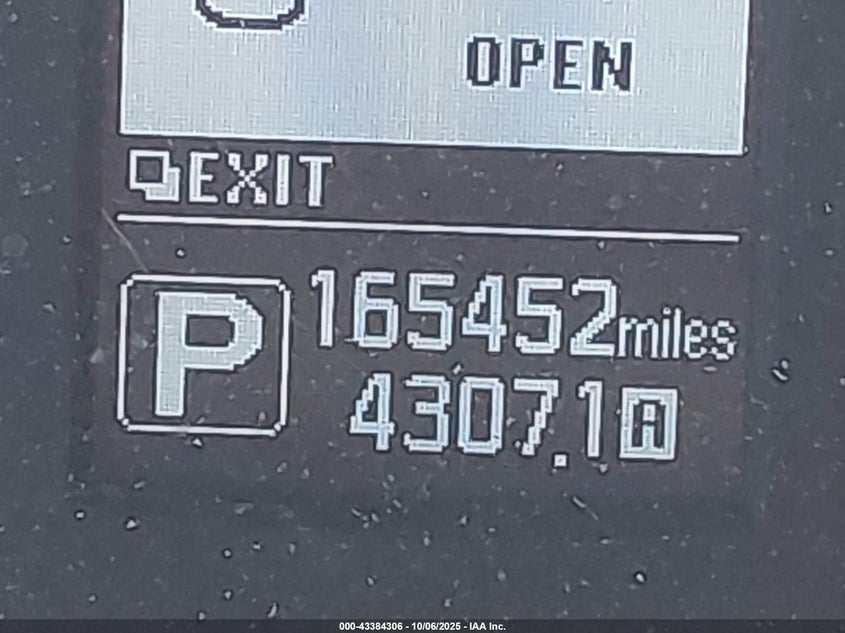 OPEN
EXIT
P
165452miles
4307.1A
000-43384306 - 10/06/2025 - IAA Inc.